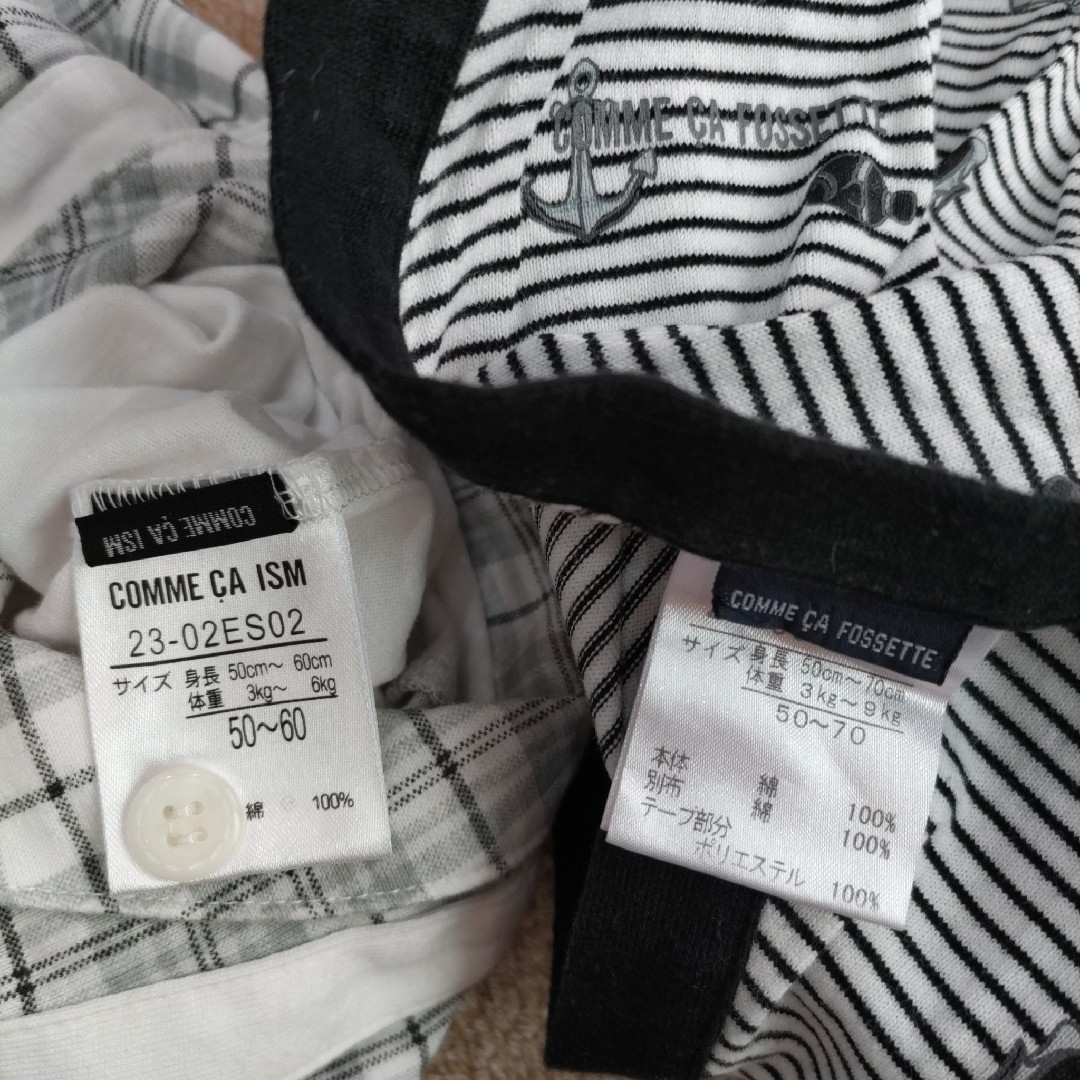 COMME ÇA FOSSETTE
COMME ÇA ISM
COMME ÇA ISM
23-02ES02
サイズ 身長 50cm～ 60cm
体重 3kg～ 6kg
50～60
綿 100%
COMME ÇA FOSSETTE
サイズ 身長 50cm～70cm
体重 3kg～9kg
50～70
本体 綿 100%
別布 綿 100%
テープ部分
ポリエステル 100%